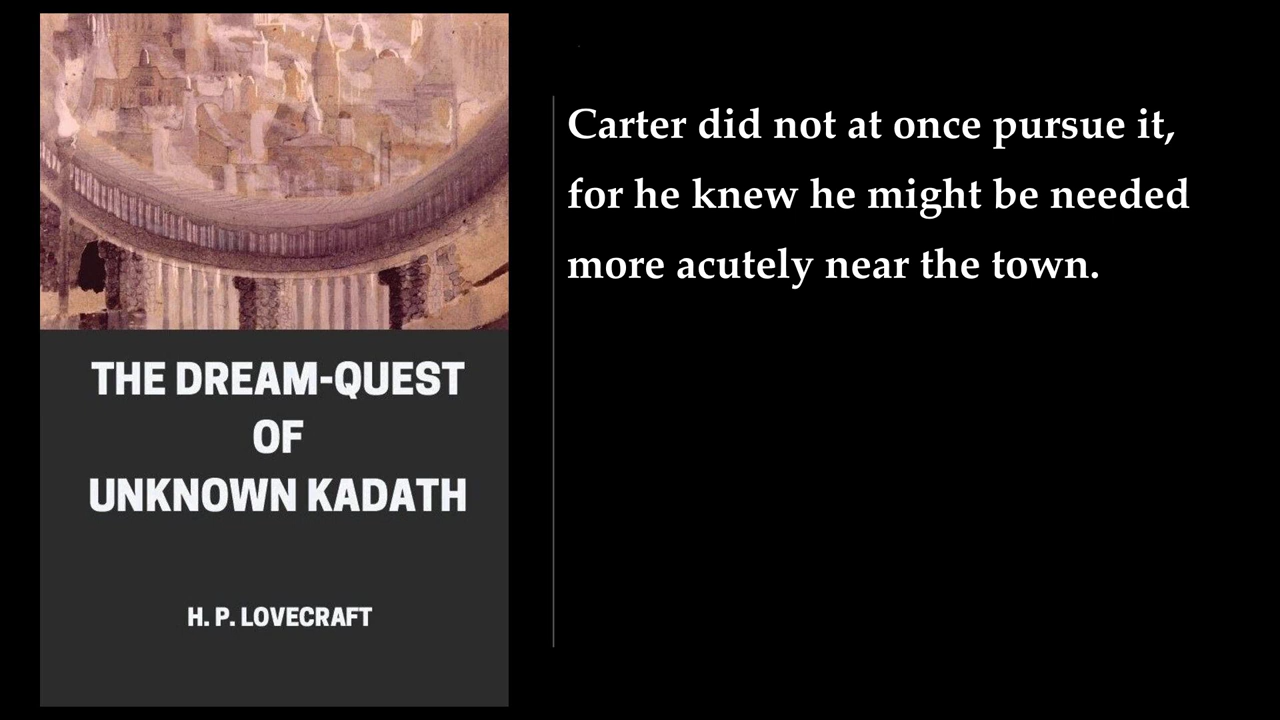 THE DREAM-QUEST
OF
UNKNOWN KADATH
H. P. LOVECRAFT
Carter did not at once pursue it,
for he knew he might be needed
more acutely near the town.